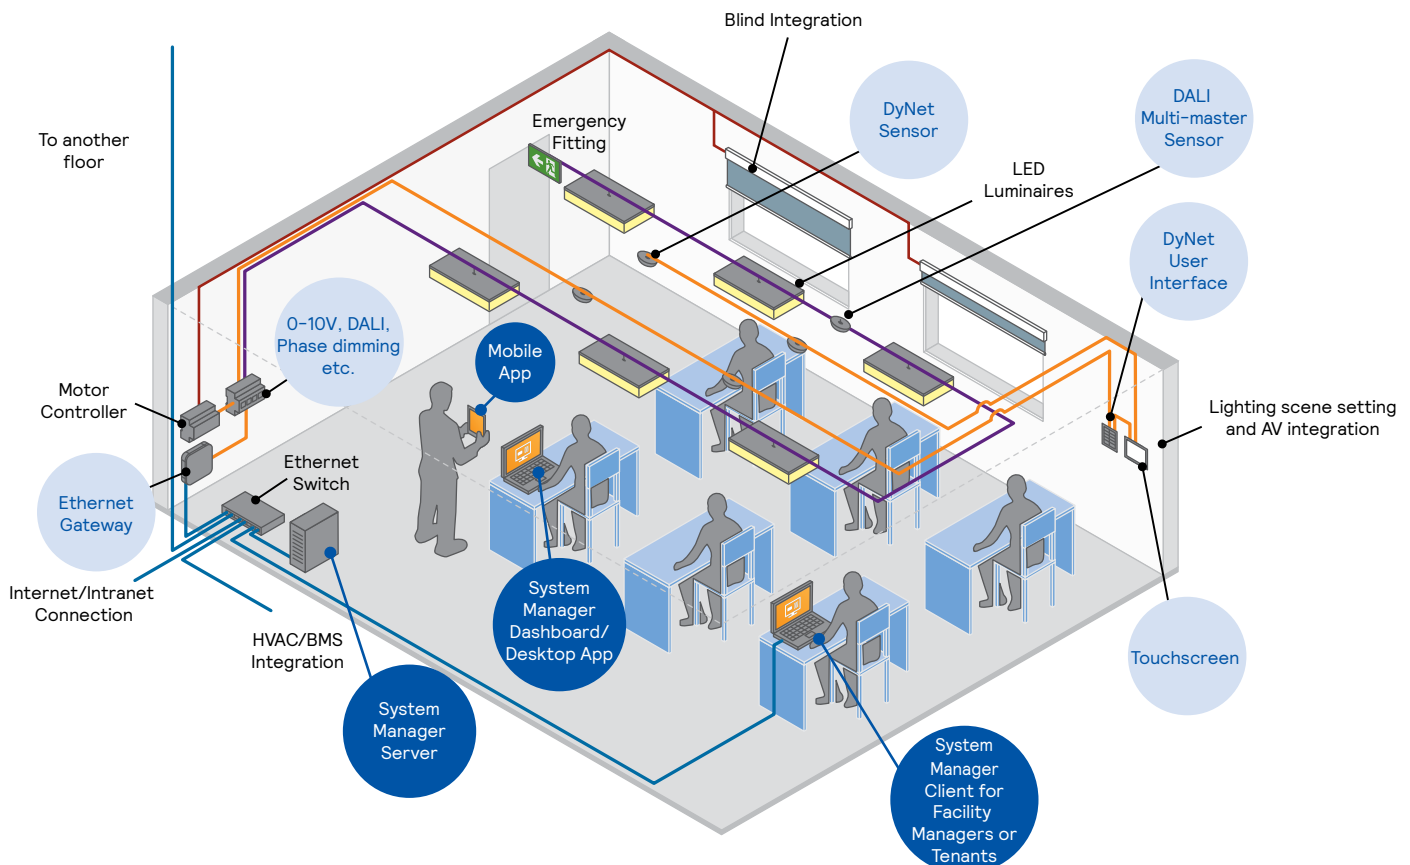 Blind Integration
DyNet
Sensor
DALI
Multi-master
Sensor
To another
floor
Emergency
Fitting
LED
Luminaires
DyNet
User
Interface
0-10V, DALI,
Phase dimming
etc.
Mobile
App
Motor
Controller
Lighting scene setting
and AV integration
Ethernet
Switch
Ethernet
Gateway
Internet/Intranet
Connection
HVAC/BMS
Integration
System
Manager
Dashboard/
Desktop App
Touchscreen
System
Manager
Server
System
Manager
Client for
Facility
Managers or
Tenants